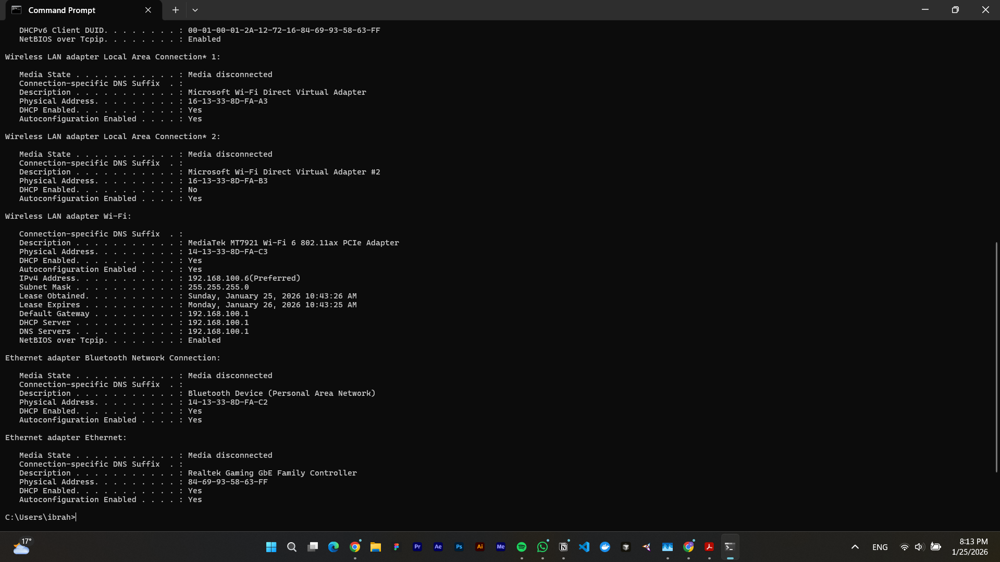 Command Prompt
DHCPv6 Client DUID. . . . . . . . : 00-01-00-01-2A-12-72-16-84-69-93-58-63-FF
NetBIOS over Tcpip. . . . . . . . : Enabled
Wireless LAN adapter Local Area Connection* 1:
Media State . . . . . . . . . . . : Media disconnected
Connection-specific DNS Suffix  . :
Description . . . . . . . . . . . : Microsoft Wi-Fi Direct Virtual Adapter
Physical Address. . . . . . . . . : 16-13-33-8D-FA-A3
DHCP Enabled. . . . . . . . . . . : Yes
Autoconfiguration Enabled . . . . : Yes
Wireless LAN adapter Local Area Connection* 2:
Media State . . . . . . . . . . . : Media disconnected
Connection-specific DNS Suffix  . :
Description . . . . . . . . . . . : Microsoft Wi-Fi Direct Virtual Adapter #2
Physical Address. . . . . . . . . : 16-13-33-8D-FA-B3
DHCP Enabled. . . . . . . . . . . : No
Autoconfiguration Enabled . . . . : Yes
Wireless LAN adapter Wi-Fi:
Connection-specific DNS Suffix  . :
Description . . . . . . . . . . . : MediaTek MT7921 Wi-Fi 6 802.11ax PCIe Adapter
Physical Address. . . . . . . . . : 14-13-33-8D-FA-C3
DHCP Enabled. . . . . . . . . . . : Yes
Autoconfiguration Enabled . . . . : Yes
IPv4 Address. . . . . . . . . . . : 192.168.100.6(Preferred)
Subnet Mask . . . . . . . . . . . : 255.255.255.0
Lease Obtained. . . . . . . . . . : Sunday, January 25, 2026 10:43:26 AM
Lease Expires . . . . . . . . . . : Monday, January 26, 2026 10:43:25 AM
Default Gateway . . . . . . . . . : 192.168.100.1
DHCP Server . . . . . . . . . . . : 192.168.100.1
DNS Servers . . . . . . . . . . . : 192.168.100.1
NetBIOS over Tcpip. . . . . . . . : Enabled
Ethernet adapter Bluetooth Network Connection:
Media State . . . . . . . . . . . : Media disconnected
Connection-specific DNS Suffix  . :
Description . . . . . . . . . . . : Bluetooth Device (Personal Area Network)
Physical Address. . . . . . . . . : 14-13-33-8D-FA-C2
DHCP Enabled. . . . . . . . . . . : Yes
Autoconfiguration Enabled . . . . : Yes
Ethernet adapter Ethernet:
Media State . . . . . . . . . . . : Media disconnected
Connection-specific DNS Suffix  . :
Description . . . . . . . . . . . : Realtek Gaming GbE Family Controller
Physical Address. . . . . . . . . : 84-69-93-58-63-FF
DHCP Enabled. . . . . . . . . . . : Yes
Autoconfiguration Enabled . . . . : Yes
C:\Users\ibrah>
17°
Pr Ae Ps Ai Me
ENG
8:13 PM
1/25/2026